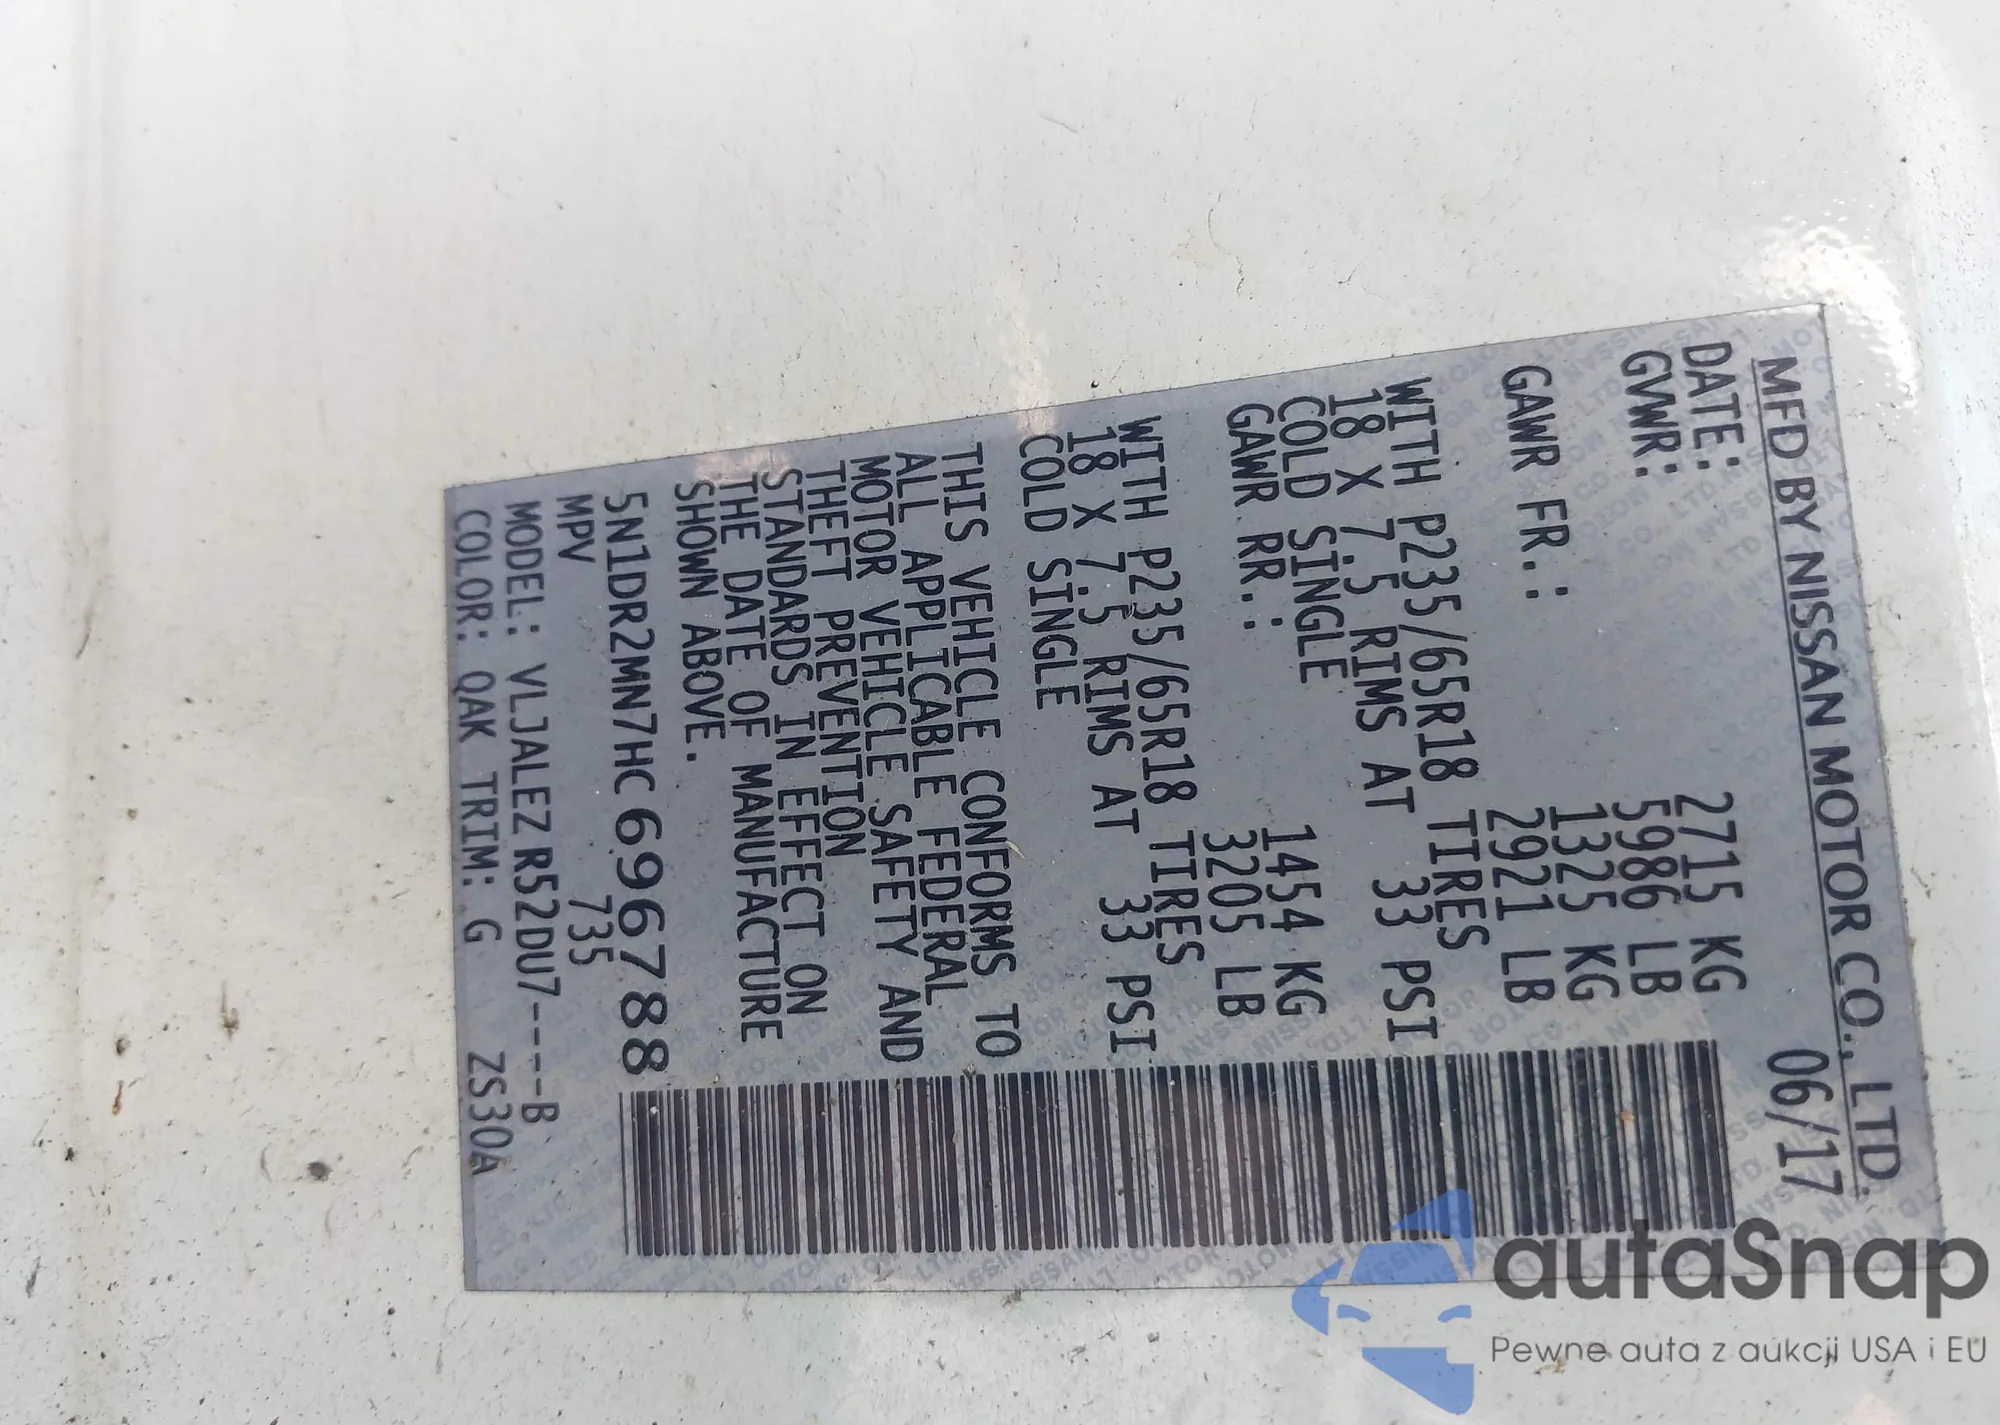 MFD BY NISSAN MOTOR CO., LTD.
DATE: 06/17
GVWR: 2715 KG
5986 LB
GAWR FR.: 1325 KG
2921 LB
WITH P235/65R18 TIRES
18 X 7.5 RIMS AT 33 PSI
COLD SINGLE
GAWR RR.: 1454 KG
3205 LB
WITH P235/65R18 TIRES
18 X 7.5 RIMS AT 33 PSI
COLD SINGLE
THIS VEHICLE CONFORMS TO
ALL APPLICABLE FEDERAL
MOTOR VEHICLE SAFETY AND
THEFT PREVENTION
STANDARDS IN EFFECT ON
THE DATE OF MANUFACTURE
SHOWN ABOVE.
5N1DR2MN7HC696788
MPV 735
MODEL: VLJALEZ R52DU7----B
COLOR: QAK TRIM: G ZS30A
autaSnap
Pewne auta z aukcji USA i EU